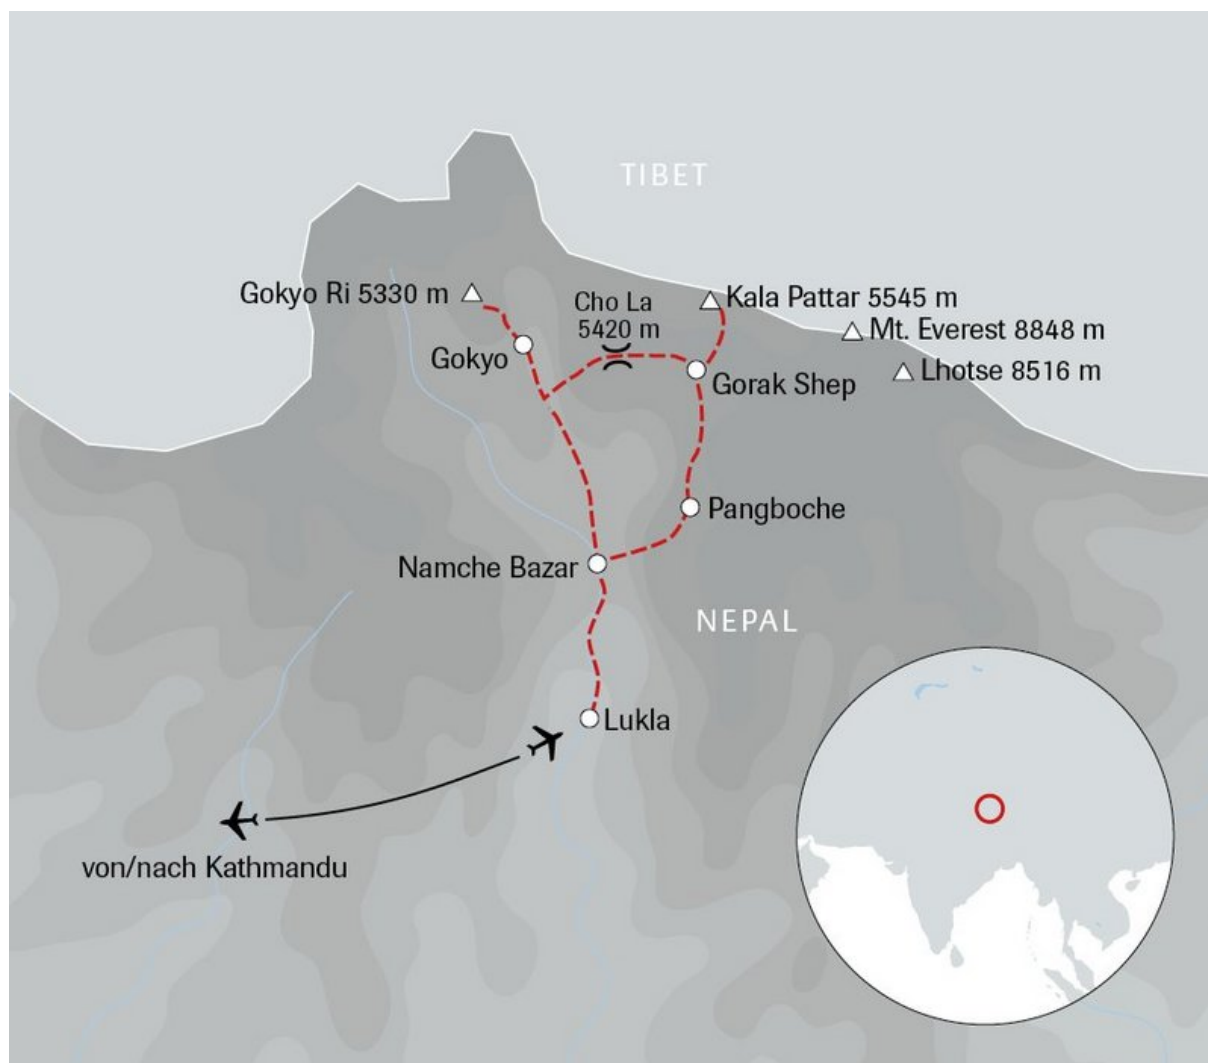 TIBET
Gokyo Ri 5330 m
Cho La
5420 m
Kala Pattar 5545 m
Mt. Everest 8848 m
Gokyo
Gorak Shep
Lhotse 8516 m
Pangboche
Namche Bazar
NEPAL
Lukla
von/nach Kathmandu